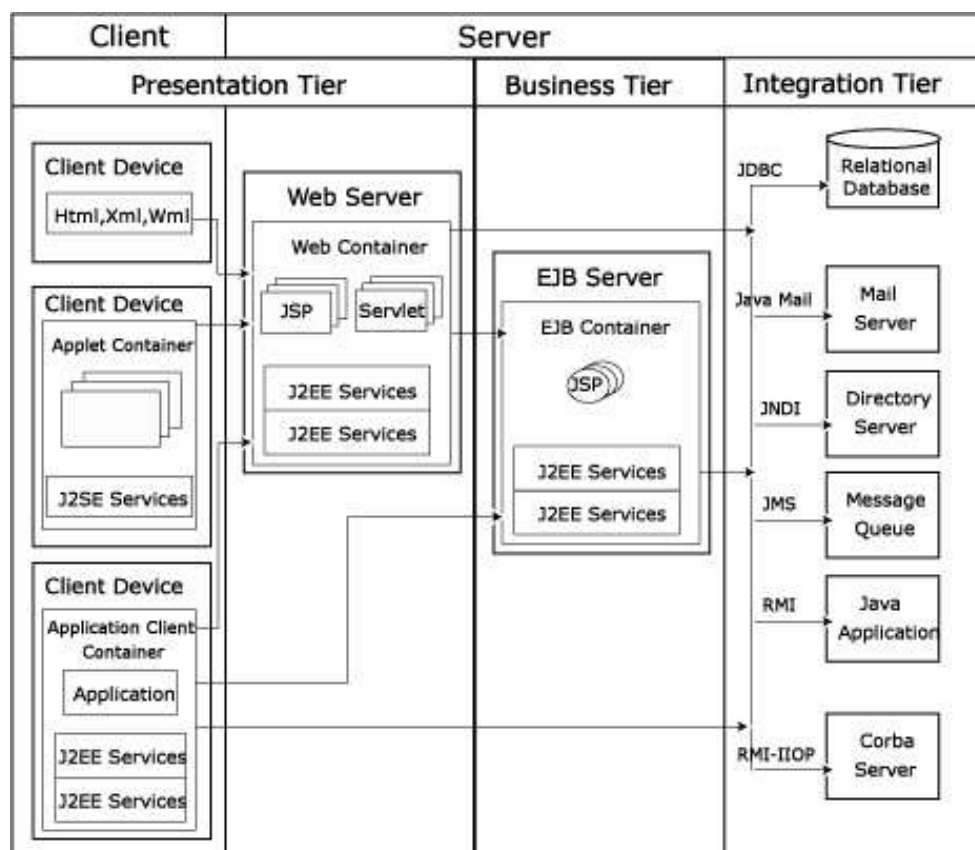 Client
Server
Presentation Tier
Business Tier
Integration Tier
Client Device
Html,Xml,Wml
Client Device
Applet Container
J2SE Services
Client Device
Application Client
Container
Application
J2EE Services
J2EE Services
Web Server
Web Container
JSP
Servlet
J2EE Services
J2EE Services
EJB Server
EJB Container
JSP
J2EE Services
J2EE Services
JDBC
Relational
Database
Java Mail
Mail
Server
JNDI
Directory
Server
JMS
Message
Queue
RMI
Java
Application
RMI-IIOP
Corba
Server